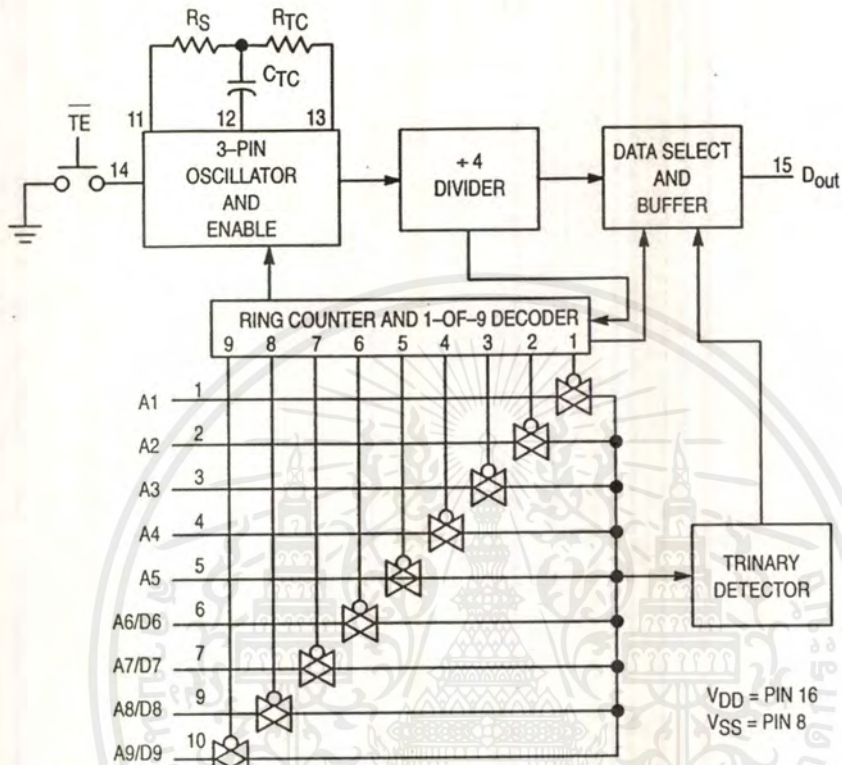 RS RTC
CTC
TE
11 12 13
14
3-PIN
OSCILLATOR
AND
ENABLE
÷ 4
DIVIDER
DATA SELECT
AND
BUFFER
15 Dout
RING COUNTER AND 1-OF-9 DECODER
9 8 7 6 5 4 3 2 1
A1 1
A2 2
A3 3
A4 4
A5 5
A6/D6 6
A7/D7 7
A8/D8 9
A9/D9 10
TRINARY
DETECTOR
VDD = PIN 16
VSS = PIN 8